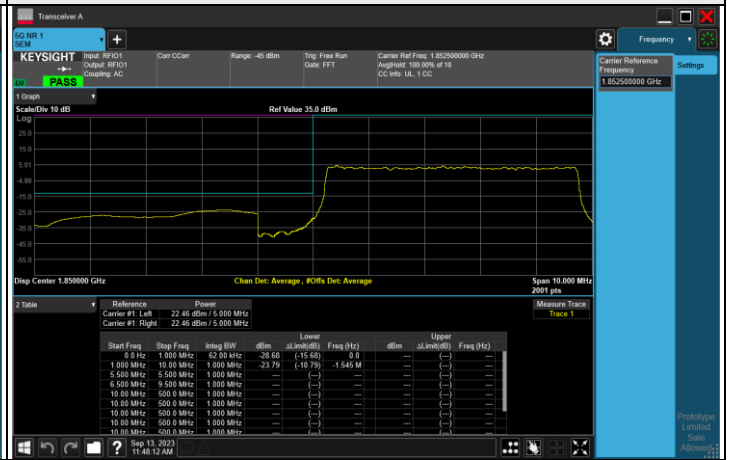 Transceiver A
5G NR 1
SEM
Frequency
KEYSIGHT
PASS
Input: RFIO1
Output: RFIO1
Coupling: AC
Corr CCorr
Range: -45 dBm
Trig: Free Run
Gate: FFT
Carrier Ref Freq: 1.852500000 GHz
Avg|Hold: 100.00% of 10
CC Info: UL, 1 CC
Carrier Reference
Frequency
1.852500000 GHz
Settings
1 Graph
Scale/Div 10 dB
Ref Value 35.0 dBm
Log
25.0
15.0
5.01
-4.99
-15.0
-25.0
-35.0
-45.0
-55.0
Disp Center 1.850000 GHz
Chan Det: Average , #Offs Det: Average
Span 10.000 MHz
2001 pts
2 Table
Reference Power
Carrier #1: Left 22.46 dBm / 5.000 MHz
Carrier #1: Right 22.46 dBm / 5.000 MHz
Measure Trace
Trace 1
Lower Upper
Start Freq Stop Freq Integ BW dBm ΔLimit(dB) Freq (Hz) dBm ΔLimit(dB) Freq (Hz)
0.0 Hz 1.000 MHz 62.00 kHz -28.68 (-15.68) 0.0 --- (---) ---
1.000 MHz 10.00 MHz 1.000 MHz -23.79 (-10.79) -1.545 M --- (---) ---
5.500 MHz 5.500 MHz 1.000 MHz --- (---) --- --- (---) ---
6.500 MHz 9.500 MHz 1.000 MHz --- (---) --- --- (---) ---
10.00 MHz 500.0 MHz 1.000 MHz --- (---) --- --- (---) ---
10.00 MHz 500.0 MHz 1.000 MHz --- (---) --- --- (---) ---
10.00 MHz 500.0 MHz 1.000 MHz --- (---) --- --- (---) ---
10.00 MHz 500.0 MHz 1.000 MHz --- (---) --- --- (---) ---
10.00 MHz 500.0 MHz 1.000 MHz --- (---) --- --- (---) ---
Prototype
Limited
Sale
Allowed
Sep 13, 2023
11:48:12 AM